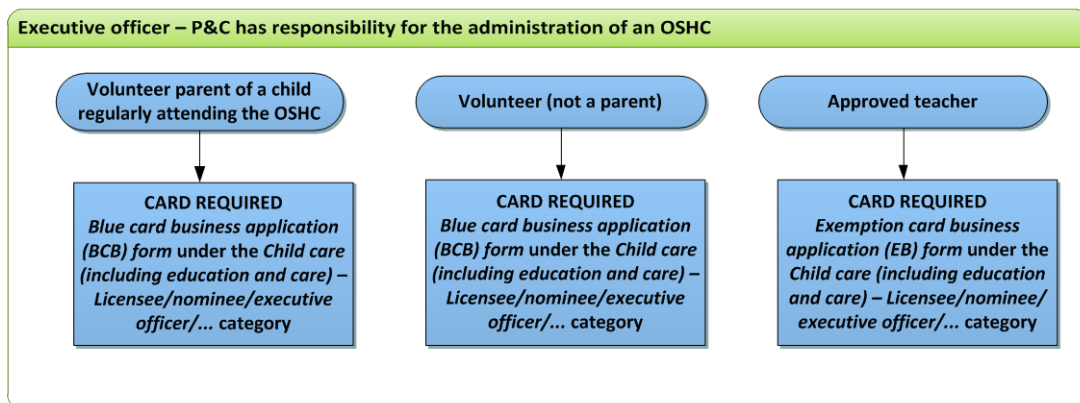 Executive officer – P&C has responsibility for the administration of an OSHC
Volunteer parent of a child
regularly attending the OSHC
CARD REQUIRED
Blue card business application
(BCB) form under the Child care
(including education and care) –
Licensee/nominee/executive
officer/... category
Volunteer (not a parent)
CARD REQUIRED
Blue card business application
(BCB) form under the Child care
(including education and care) –
Licensee/nominee/executive
officer/... category
Approved teacher
CARD REQUIRED
Exemption card business
application (EB) form under the
Child care (including education
and care) – Licensee/nominee/
executive officer/... category